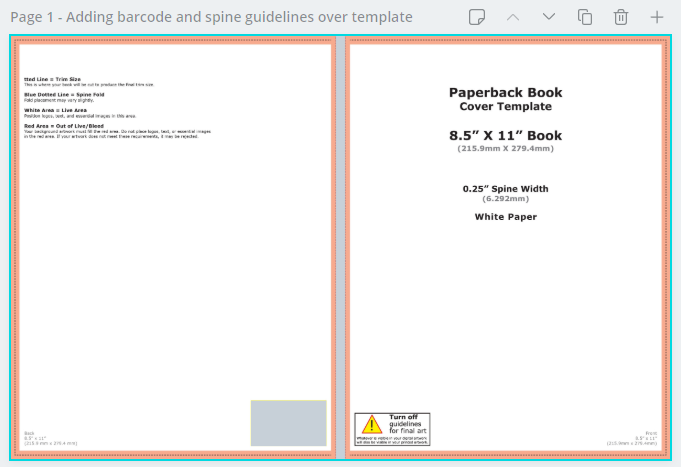 Page 1 - Adding barcode and spine guidelines over template
tted Line = Trim Size
This is where your book will be cut to produce the final trim size.
Blue Dotted Line = Spine Fold
Fold placement may vary slightly.
White Area = Live Area
Position logos, text, and essential images in this area.
Red Area = Out of Live/Bleed
Your background artwork must fill the red area. Do not place logos, text, or essential images
in the red area. If your artwork does not meet these requirements, it may be rejected.
Back
8.5" x 11"
(215.9 mm x 279.4 mm)
Paperback Book
Cover Template
8.5” X 11” Book
(215.9mm X 279.4mm)
0.25” Spine Width
(6.292mm)
White Paper
Turn off
guidelines
for final art
Whatever is visible in your digital artwork
will also be visible in your printed artwork.
Front
8.5" x 11"
(215.9mm x 279.4mm)